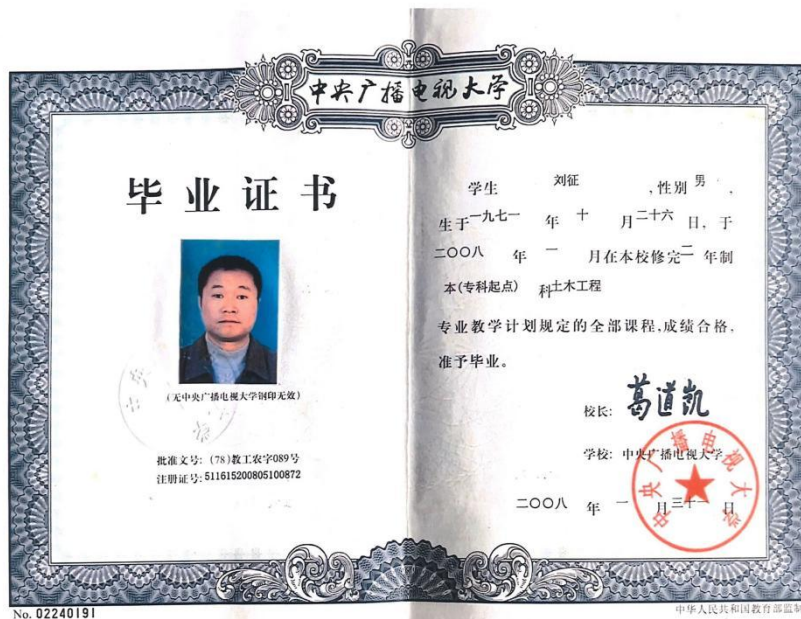 中央广播电视大学
毕业证书
(无中央广播电视大学钢印无效)
批准文号: (78)教工农字089号
注册证号: 511615200805100872
No. 02240191
学生 刘征 , 性别 男 ,
生于一九七一 年 十 月二十六 日, 于
二〇〇八 年 一 月在本校修完二 年制
本(专科起点) 科土木工程
专业教学计划规定的全部课程,成绩合格,
准予毕业。
校长: 葛道凯
学校: 中央广播电视大学
二〇〇八 年 一 月三十一日
中央广播电视大学
中华人民共和国教育部监制